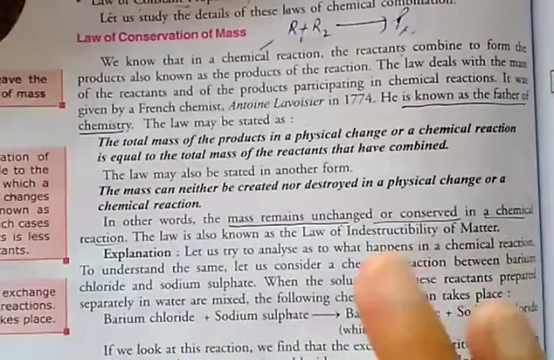 Let us study the details of these laws of chemical combination.
R1+R2 → P
Law of Conservation of Mass
We know that in a chemical reaction, the reactants combine to form the
products also known as the products of the reaction. The law deals with the mass
of the reactants and of the products participating in chemical reactions. It was
given by a French chemist, Antoine Lavoisier in 1774. He is known as the father of
chemistry. The law may be stated as :
The total mass of the products in a physical change or a chemical reaction
is equal to the total mass of the reactants that have combined.
The law may also be stated in another form.
The mass can neither be created nor destroyed in a physical change or a
chemical reaction.
In other words, the mass remains unchanged or conserved in a chemical
reaction. The law is also known as the Law of Indestructibility of Matter.
Explanation : Let us try to analyse as to what happens in a chemical reaction.
To understand the same, let us consider a action between barium
chloride and sodium sulphate. When the these reactants prepared
separately in water are mixed, the following takes place :
Barium chloride + Sodium sulphate → +
If we look at this reaction, we find that the
have the
of mass
ation of
e to the
which a
changes
nown as
ch cases
s is less
tants.
exchange
reactions.
kes place.